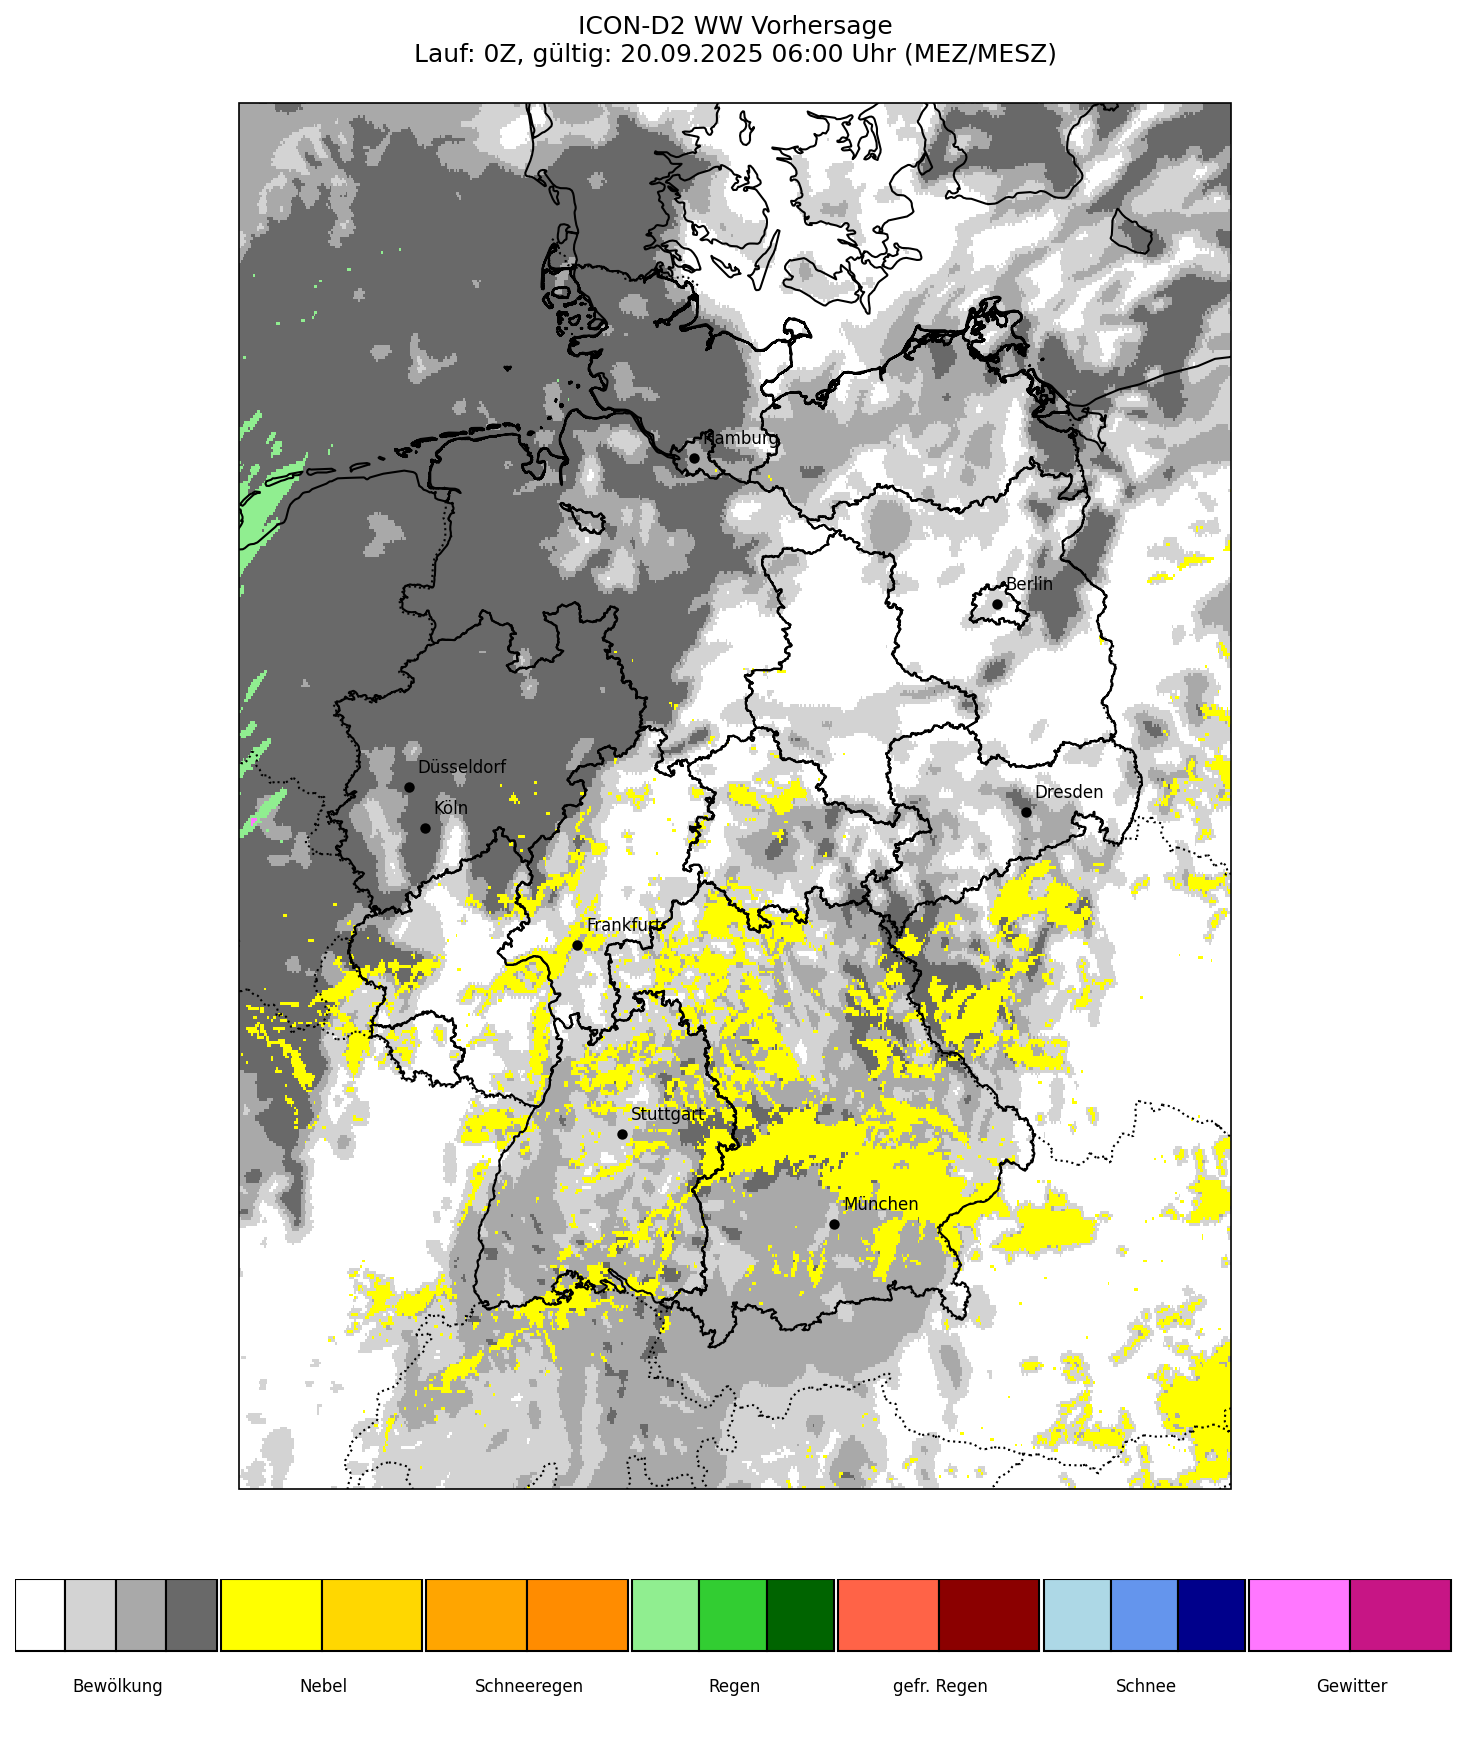 ICON-D2 WW Vorhersage
Lauf: 0Z, gültig: 20.09.2025 06:00 Uhr (MEZ/MESZ)
Hamburg
Berlin
Düsseldorf
Dresden
Köln
Frankfurt
Stuttgart
München
Bewölkung
Nebel
Schneeregen
Regen
gefr. Regen
Schnee
Gewitter